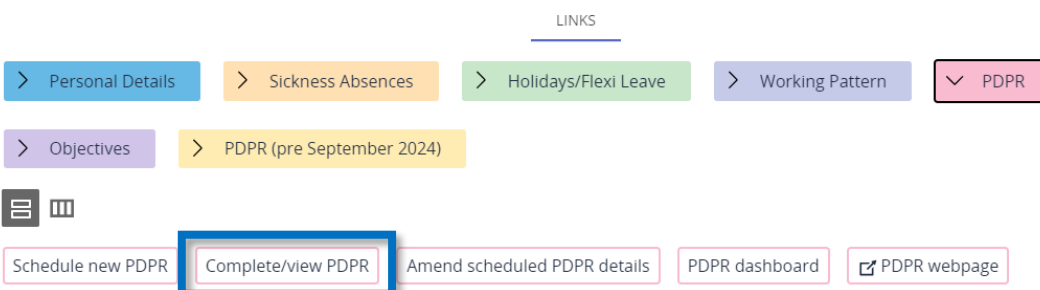 LINKS
Personal Details Sickness Absences Holidays/Flexi Leave Working Pattern PDPR
Objectives PDPR (pre September 2024)
Schedule new PDPR Complete/view PDPR Amend scheduled PDPR details PDPR dashboard PDPR webpage